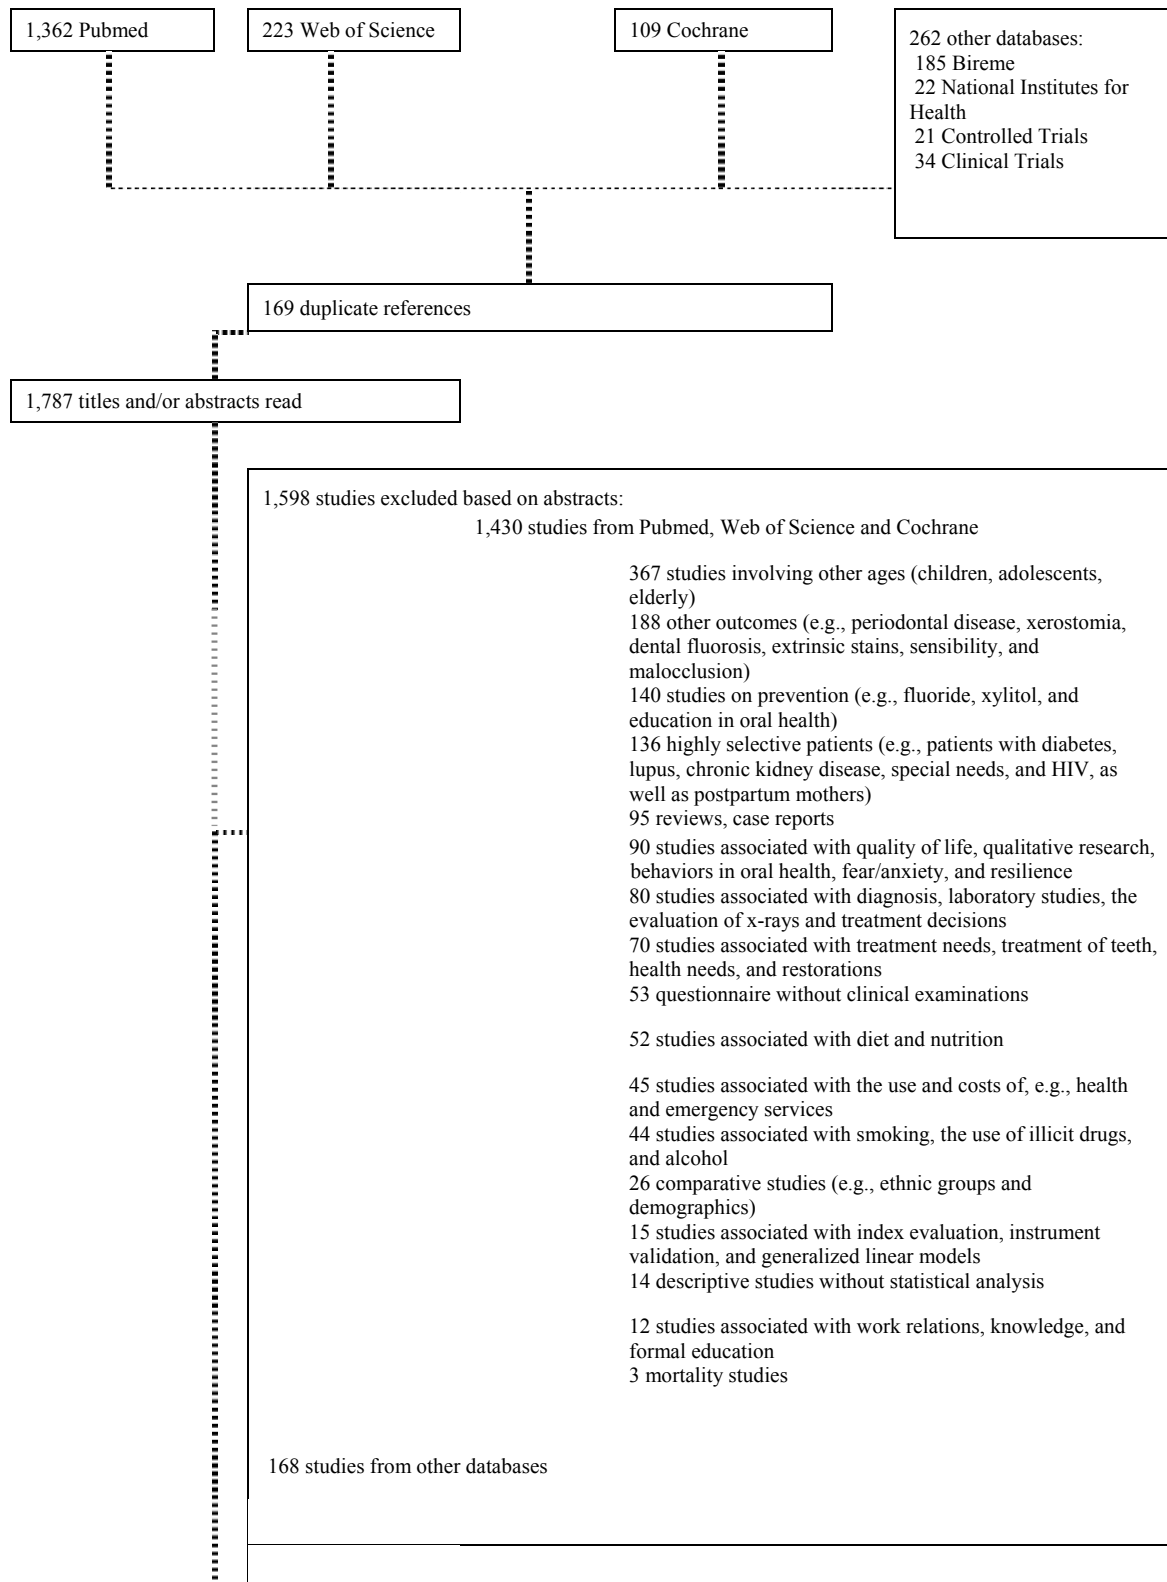 1,362 Pubmed
223 Web of Science
109 Cochrane
262 other databases:
185 Bireme
22 National Institutes for
Health
21 Controlled Trials
34 Clinical Trials
169 duplicate references
1,787 titles and/or abstracts read
1,598 studies excluded based on abstracts:
1,430 studies from Pubmed, Web of Science and Cochrane
367 studies involving other ages (children, adolescents,
elderly)
188 other outcomes (e.g., periodontal disease, xerostomia,
dental fluorosis, extrinsic stains, sensibility, and
malocclusion)
140 studies on prevention (e.g., fluoride, xylitol, and
education in oral health)
136 highly selective patients (e.g., patients with diabetes,
lupus, chronic kidney disease, special needs, and HIV, as
well as postpartum mothers)
95 reviews, case reports
90 studies associated with quality of life, qualitative research,
behaviors in oral health, fear/anxiety, and resilience
80 studies associated with diagnosis, laboratory studies, the
evaluation of x-rays and treatment decisions
70 studies associated with treatment needs, treatment of teeth,
health needs, and restorations
53 questionnaire without clinical examinations
52 studies associated with diet and nutrition
45 studies associated with the use and costs of, e.g., health
and emergency services
44 studies associated with smoking, the use of illicit drugs,
and alcohol
26 comparative studies (e.g., ethnic groups and
demographics)
15 studies associated with index evaluation, instrument
validation, and generalized linear models
14 descriptive studies without statistical analysis
12 studies associated with work relations, knowledge, and
formal education
3 mortality studies
168 studies from other databases